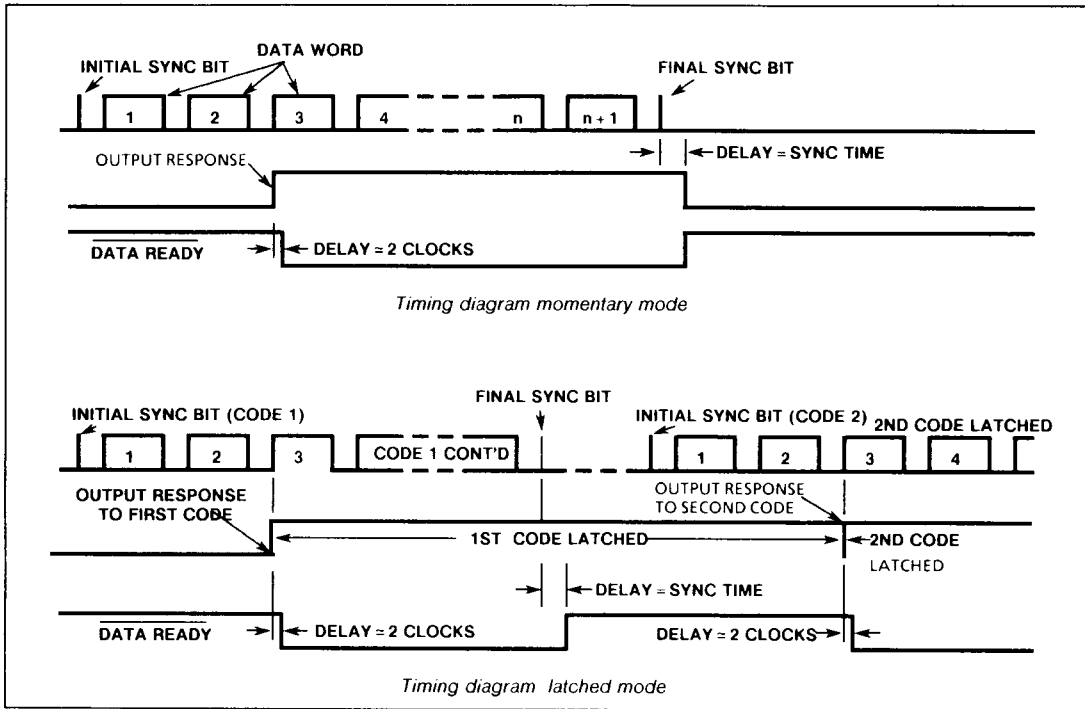 DATA WORD
INITIAL SYNC BIT
FINAL SYNC BIT
1 2 3 4 n n + 1
DELAY = SYNC TIME
OUTPUT RESPONSE
DATA READY
DELAY = 2 CLOCKS
Timing diagram momentary mode
FINAL SYNC BIT
INITIAL SYNC BIT (CODE 1)
INITIAL SYNC BIT (CODE 2)
2ND CODE LATCHED
1 2 3 CODE 1 CONT'D 1 2 3 4
OUTPUT RESPONSE
TO FIRST CODE
OUTPUT RESPONSE
TO SECOND CODE
1ST CODE LATCHED
2ND CODE
LATCHED
DELAY = SYNC TIME
DATA READY
DELAY ≃ 2 CLOCKS
DELAY ≃ 2 CLOCKS
Timing diagram latched mode